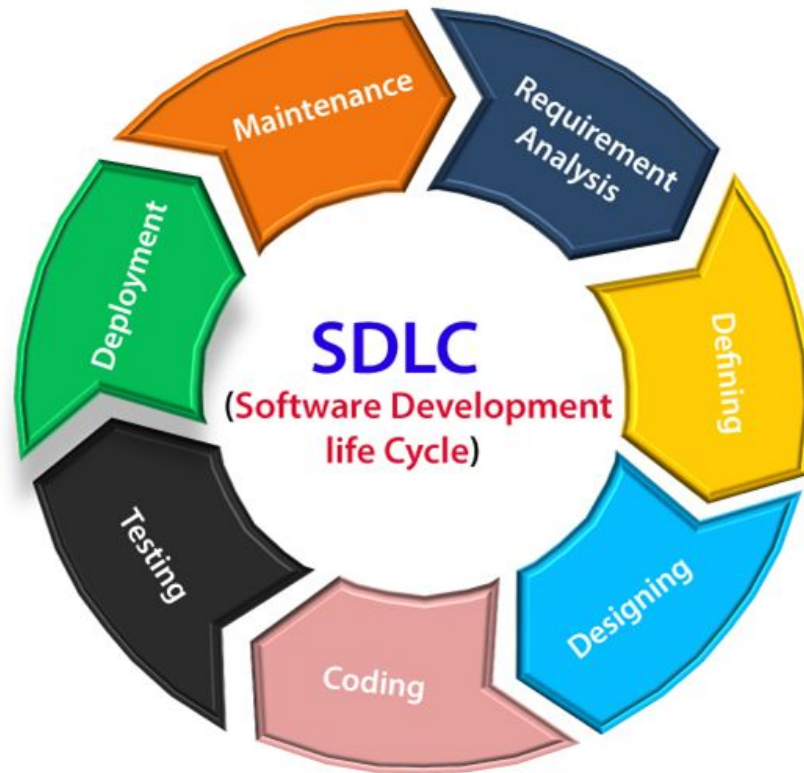 SDLC
(Software Development
life Cycle)
Requirement
Analysis
Defining
Designing
Coding
Testing
Deployment
Maintenance